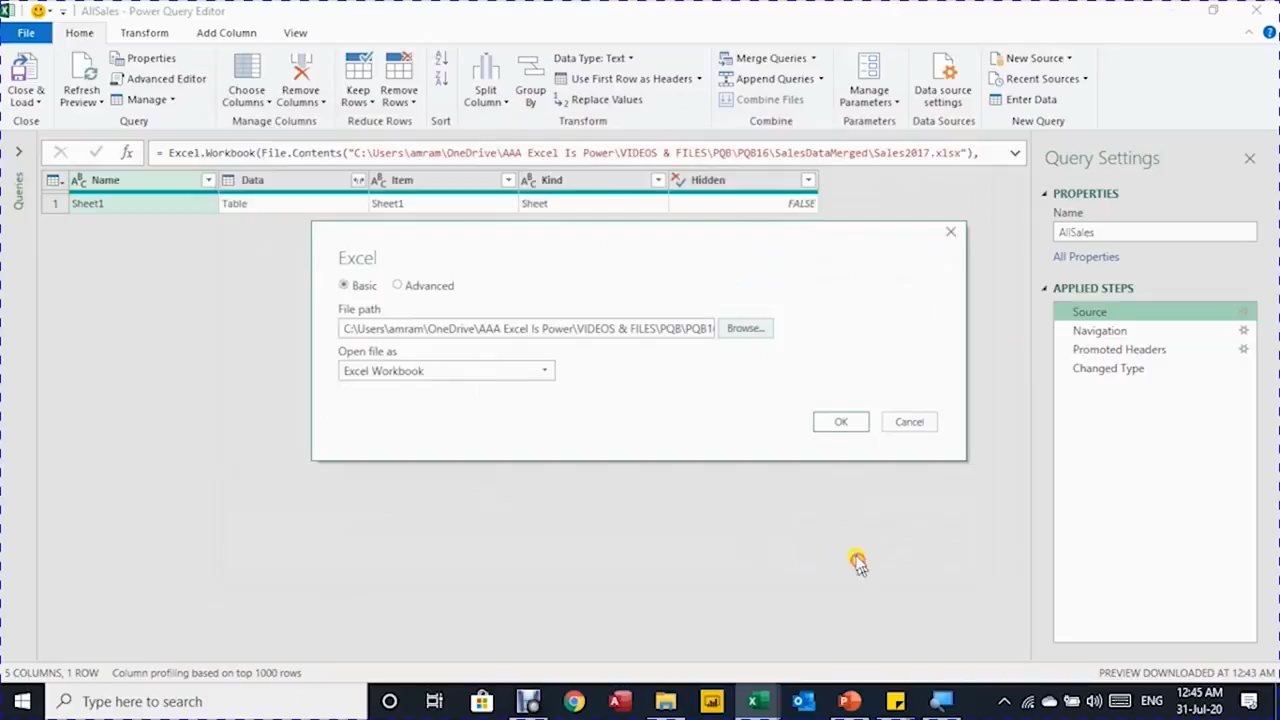 AllSales - Power Query Editor
File Home Transform Add Column View
Close & Load
Refresh Preview
Properties
Advanced Editor
Manage
Choose Columns
Remove Columns
Keep Rows
Remove Rows
Split Column
Group By
Data Type: Text
Use First Row as Headers
Replace Values
Merge Queries
Append Queries
Combine Files
Manage Parameters
Data source settings
New Source
Recent Sources
Enter Data
Close Query Manage Columns Reduce Rows Sort Transform Combine Parameters Data Sources New Query
fx = Excel.Workbook(File.Contents("C:\Users\amram\OneDrive\AAA Excel Is Power\VIDEOS & FILES\PQB\PQB16\SalesDataMerged\Sales2017.xlsx"),
Queries
Name Data Item Kind Hidden
1 Sheet1 Table Sheet1 Sheet FALSE
Excel
Basic Advanced
File path
C:\Users\amram\OneDrive\AAA Excel Is Power\VIDEOS & FILES\PQB\PQB1 Browse...
Open file as
Excel Workbook
OK Cancel
Query Settings
PROPERTIES
Name
AllSales
All Properties
APPLIED STEPS
Source
Navigation
Promoted Headers
Changed Type
5 COLUMNS, 1 ROW Column profiling based on top 1000 rows PREVIEW DOWNLOADED AT 12:43 AM
Type here to search
ENG
12:45 AM
31-Jul-20